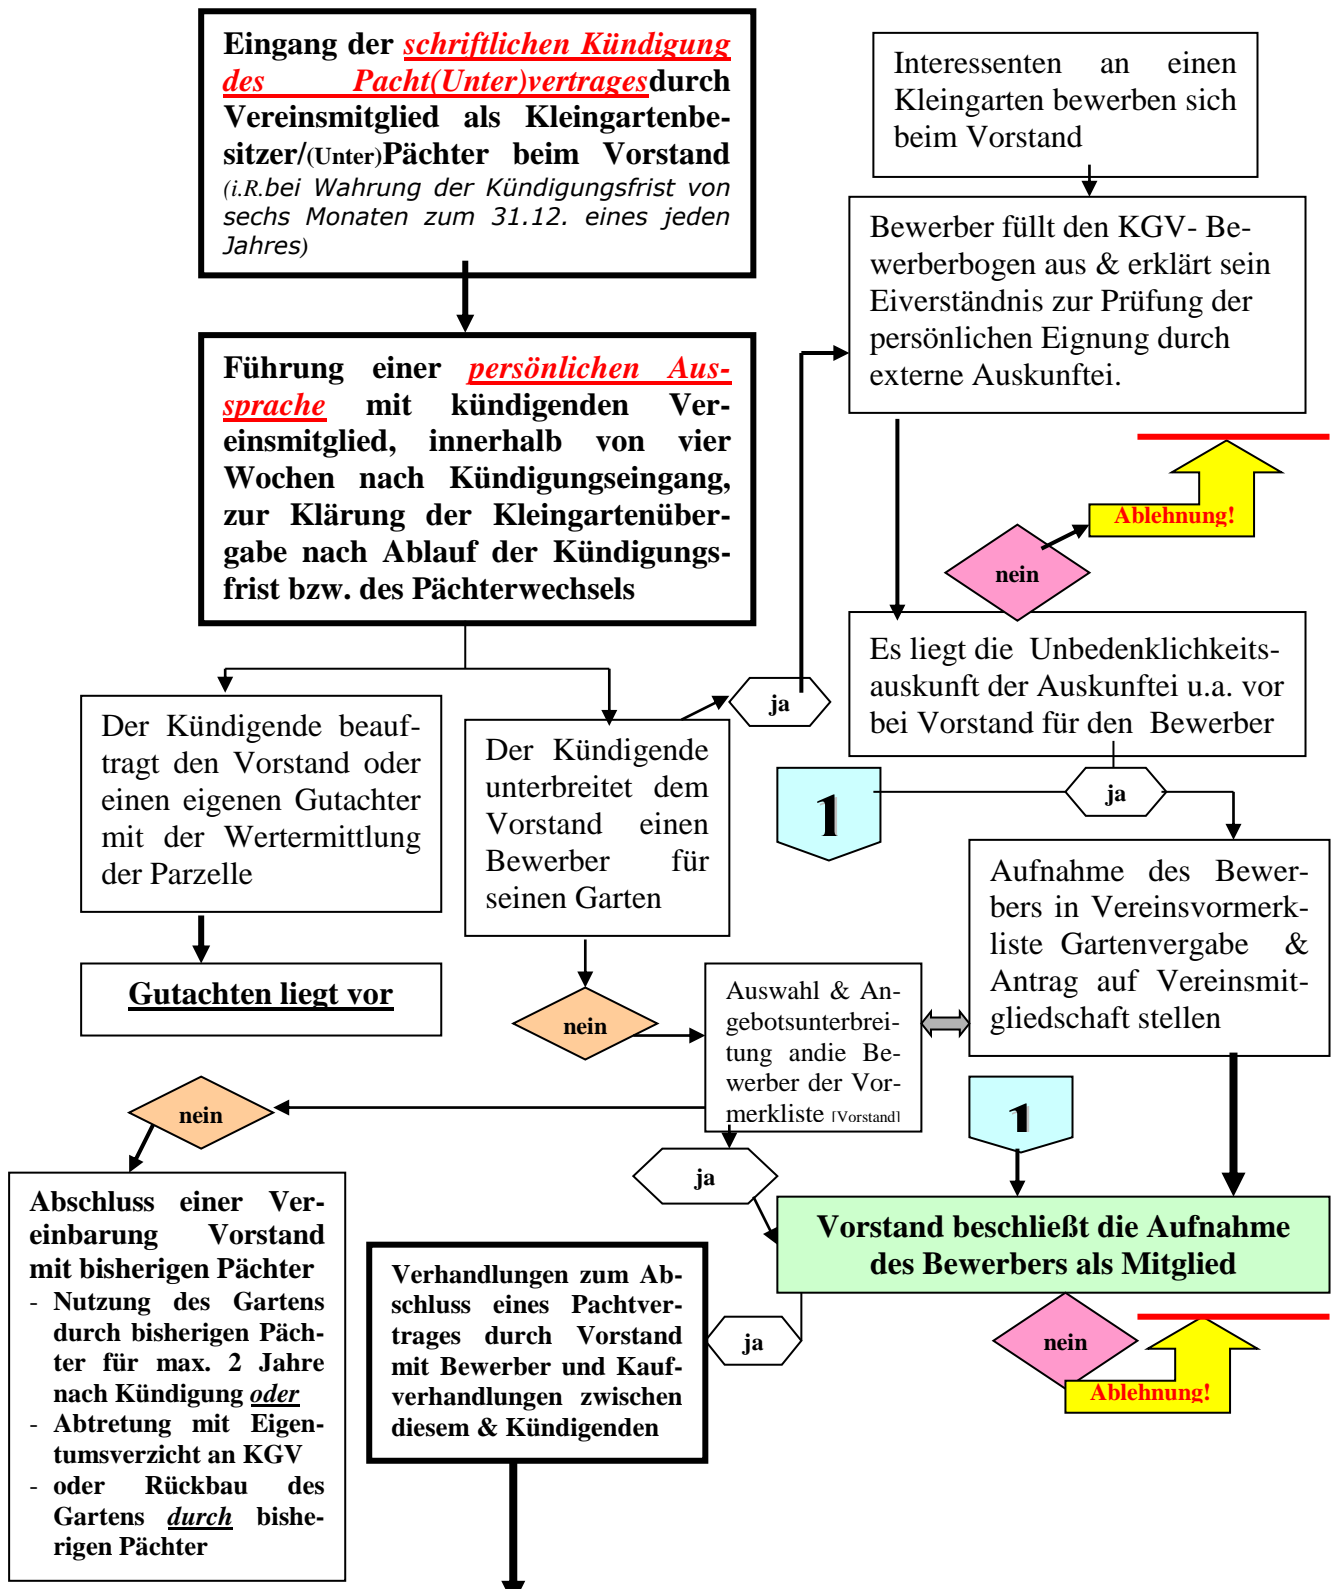 Eingang der schriftlichen Kündigung
des Pacht(Unter)vertragesdurch
Vereinsmitglied als Kleingartenbe-
sitzer/(Unter)Pächter beim Vorstand
(i.R.bei Wahrung der Kündigungsfrist von
sechs Monaten zum 31.12. eines jeden
Jahres)
Interessenten an einen
Kleingarten bewerben sich
beim Vorstand
Bewerber füllt den KGV- Be-
werberbogen aus & erklärt sein
Eiverständnis zur Prüfung der
persönlichen Eignung durch
externe Auskunftei.
Führung einer persönlichen Aus-
sprache mit kündigenden Ver-
einsmitglied, innerhalb von vier
Wochen nach Kündigungseingang,
zur Klärung der Kleingartenüber-
gabe nach Ablauf der Kündigungs-
frist bzw. des Pächterwechsels
Ablehnung!
nein
Es liegt die Unbedenklichkeits-
auskunft der Auskunftei u.a. vor
bei Vorstand für den Bewerber
ja
Der Kündigende beauf-
tragt den Vorstand oder
einen eigenen Gutachter
mit der Wertermittlung
der Parzelle
Der Kündigende
unterbreitet dem
Vorstand einen
Bewerber für
seinen Garten
1
ja
Aufnahme des Bewer-
bers in Vereinsvormerk-
liste Gartenvergabe &
Antrag auf Vereinsmit-
gliedschaft stellen
Gutachten liegt vor
nein
Auswahl & An-
gebotsunterbrei-
tung andie Be-
werber der Vor-
merkliste [Vorstand]
nein
1
ja
Abschluss einer Ver-
einbarung Vorstand
mit bisherigen Pächter
- Nutzung des Gartens
durch bisherigen Päch-
ter für max. 2 Jahre
nach Kündigung oder
- Abtretung mit Eigen-
tumsverzicht an KGV
- oder Rückbau des
Gartens durch bishe-
rigen Pächter
Vorstand beschließt die Aufnahme
des Bewerbers als Mitglied
Verhandlungen zum Ab-
schluss eines Pachtver-
trages durch Vorstand
mit Bewerber und Kauf-
verhandlungen zwischen
diesem & Kündigenden
ja
nein
Ablehnung!